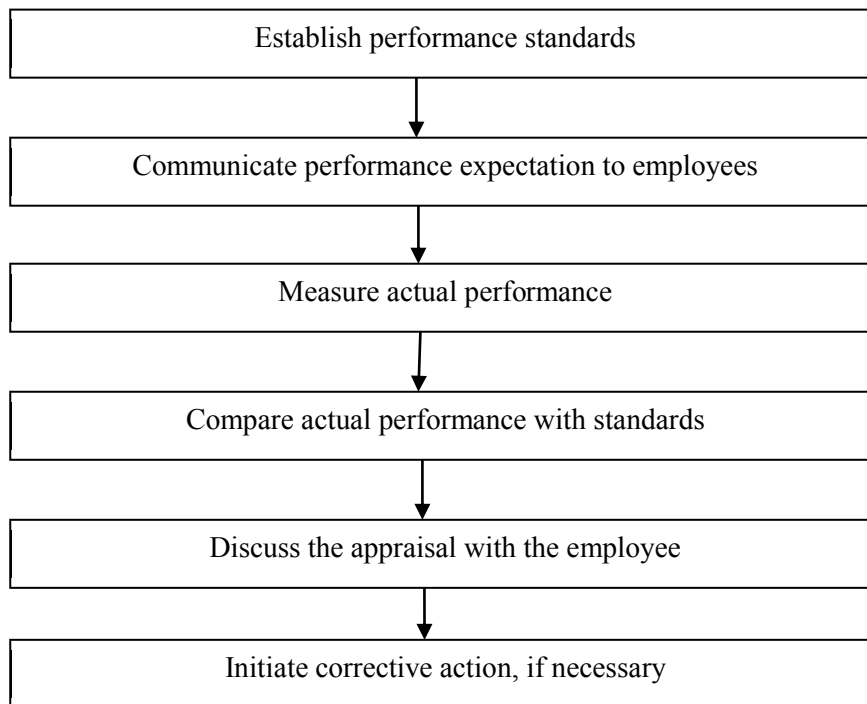 Establish performance standards
Communicate performance expectation to employees
Measure actual performance
Compare actual performance with standards
Discuss the appraisal with the employee
Initiate corrective action, if necessary